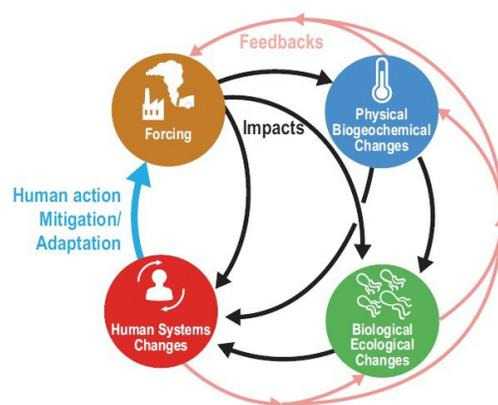 Feedbacks
Forcing
Physical
Biogeochemical
Changes
Impacts
Human action
Mitigation/
Adaptation
Human Systems
Changes
Biological
Ecological
Changes